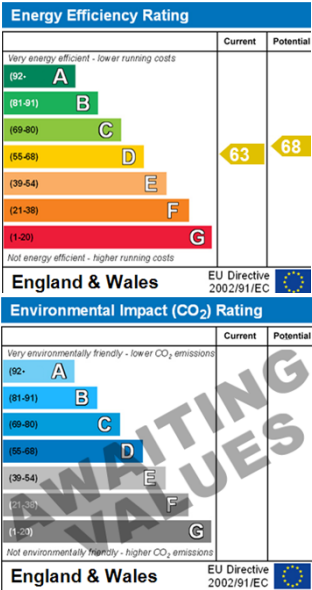 Energy Efficiency Rating
Current Potential
Very energy efficient - lower running costs
(92- A
(81-91) B
(69-80) C
(55-68) D
63 68
(39-54) E
(21-38) F
(1-20) G
Not energy efficient - higher running costs
England & Wales
EU Directive
2002/91/EC
Environmental Impact (CO2) Rating
Current Potential
Very environmentally friendly - lower CO2 emissions
(92- A
(81-91) B
(69-80) C
(55-68) D
(39-54) E
(21-38) F
(1-20) G
AWAITING
VALUES
Not environmentally friendly - higher CO2 emissions
England & Wales
EU Directive
2002/91/EC